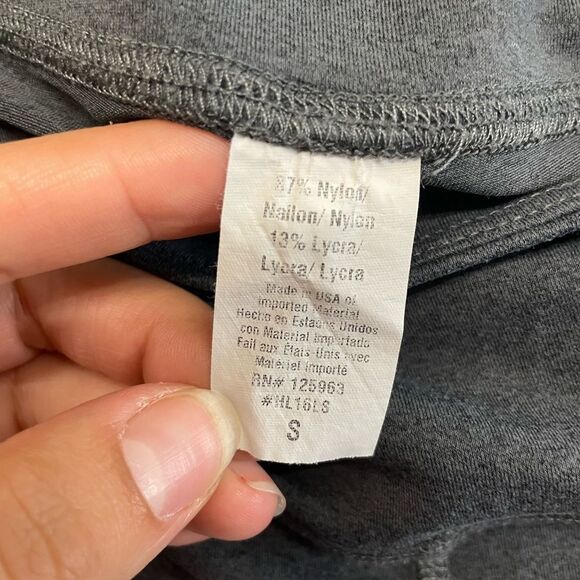 87% Nylon/
Nailon/ Nylon
13% Lycra/
Lycra/ Lycra
Made in USA of
Imported Material
Hecho en Estados Unidos
con Material Importado
Fait aux États-Unis avec
Matériel importé
RN# 125963
#HL16LS
S